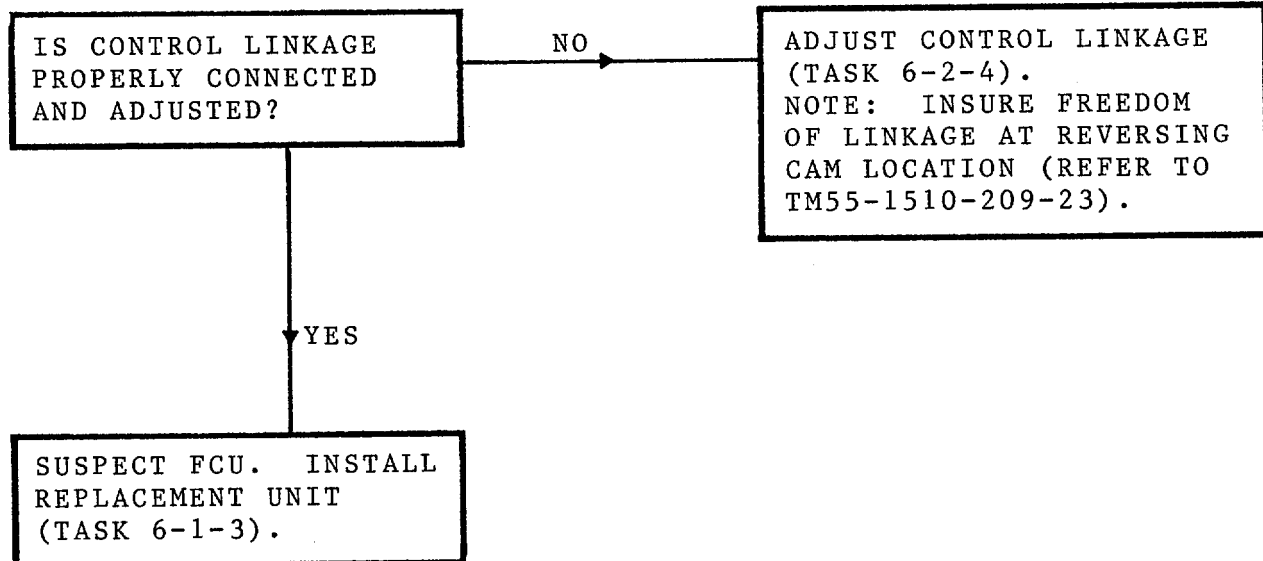 IS CONTROL LINKAGE
PROPERLY CONNECTED
AND ADJUSTED?
NO
ADJUST CONTROL LINKAGE
(TASK 6-2-4).
NOTE: INSURE FREEDOM
OF LINKAGE AT REVERSING
CAM LOCATION (REFER TO
TM55-1510-209-23).
YES
SUSPECT FCU. INSTALL
REPLACEMENT UNIT
(TASK 6-1-3).